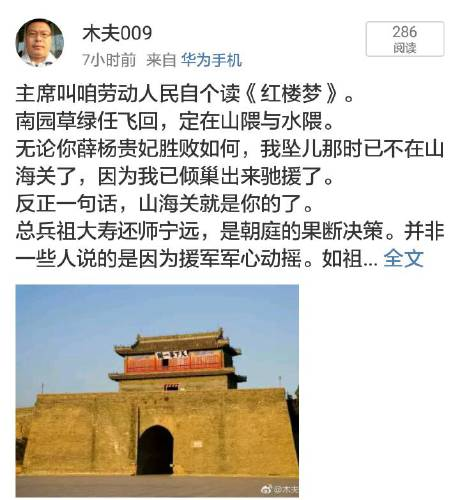 木夫009
286
阅读
7小时前 来自 华为手机
主席叫咱劳动人民自个读《红楼梦》。
南园草绿任飞回，定在山隈与水隈。
无论你薛杨贵妃胜败如何，我坠儿那时已不在山
海关了，因为我已倾巢出来驰援了。
反正一句话，山海关就是你的了。
总兵祖大寿还师宁远，是朝庭的果断决策。并非
一些人说的是因为援军军心动摇。如祖... 全文
@木夫